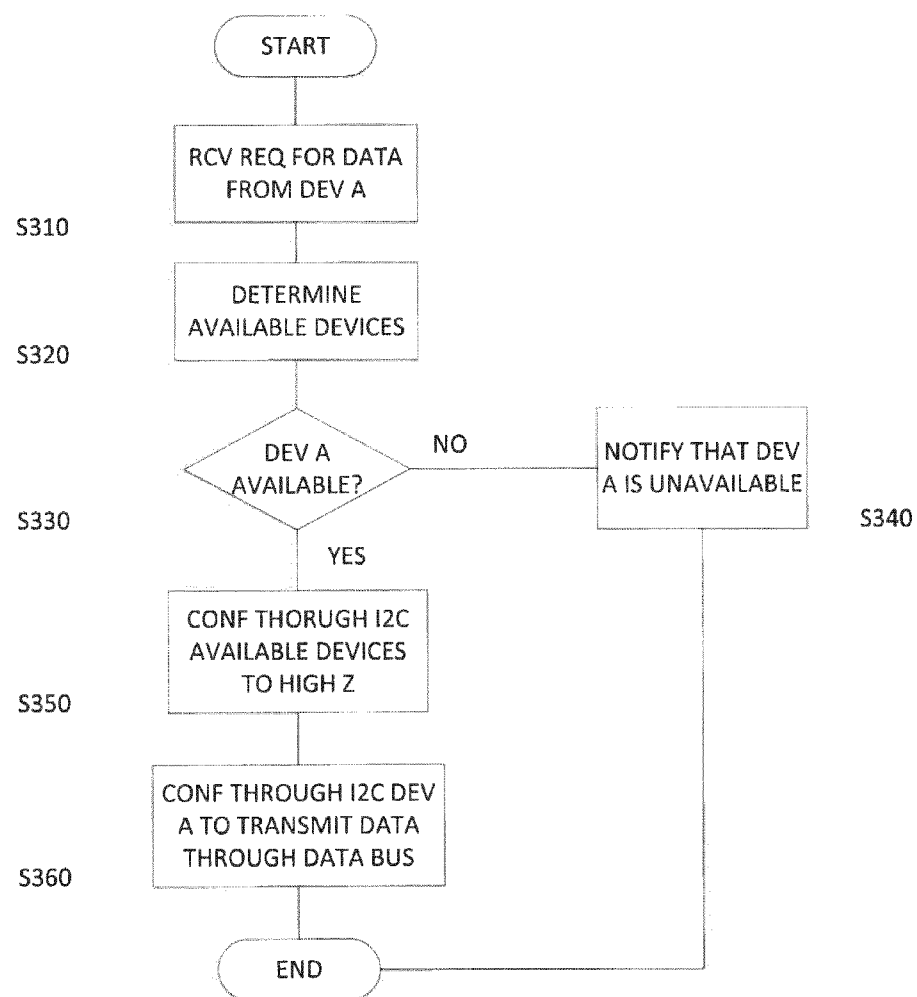 START
RCV REQ FOR DATA
FROM DEV A
S310
DETERMINE
AVAILABLE DEVICES
S320
DEV A
AVAILABLE?
NO
NOTIFY THAT DEV
A IS UNAVAILABLE
S330
S340
YES
CONF THORUGH I2C
AVAILABLE DEVICES
TO HIGH Z
S350
CONF THROUGH I2C DEV
A TO TRANSMIT DATA
THROUGH DATA BUS
S360
END